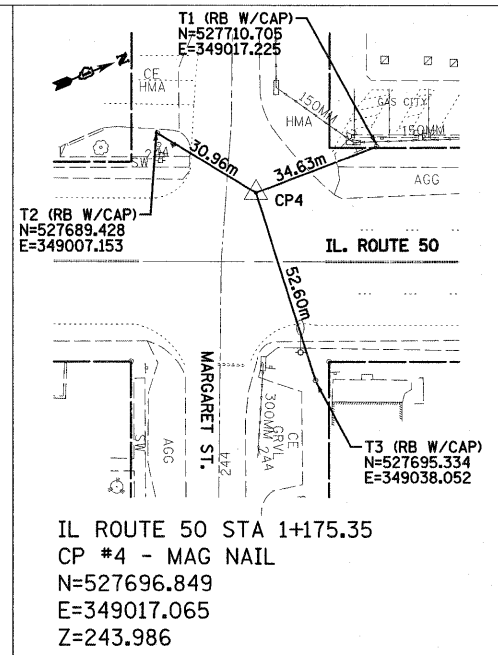 T1 (RB W/CAP)
N=527710.705
E=349017.225
Z
CE
HMA
150MM
HMA
GAS CITY
150MM
30.96m
34.63m
AGG
SW
CP4
T2 (RB W/CAP)
N=527689.428
E=349007.153
IL. ROUTE 50
52.60m
MARGARET ST.
300MM 244
GRVL
CE
SW
AGG
244
T3 (RB W/CAP)
N=527695.334
E=349038.052
IL ROUTE 50 STA 1+175.35
CP #4 - MAG NAIL
N=527696.849
E=349017.065
Z=243.986